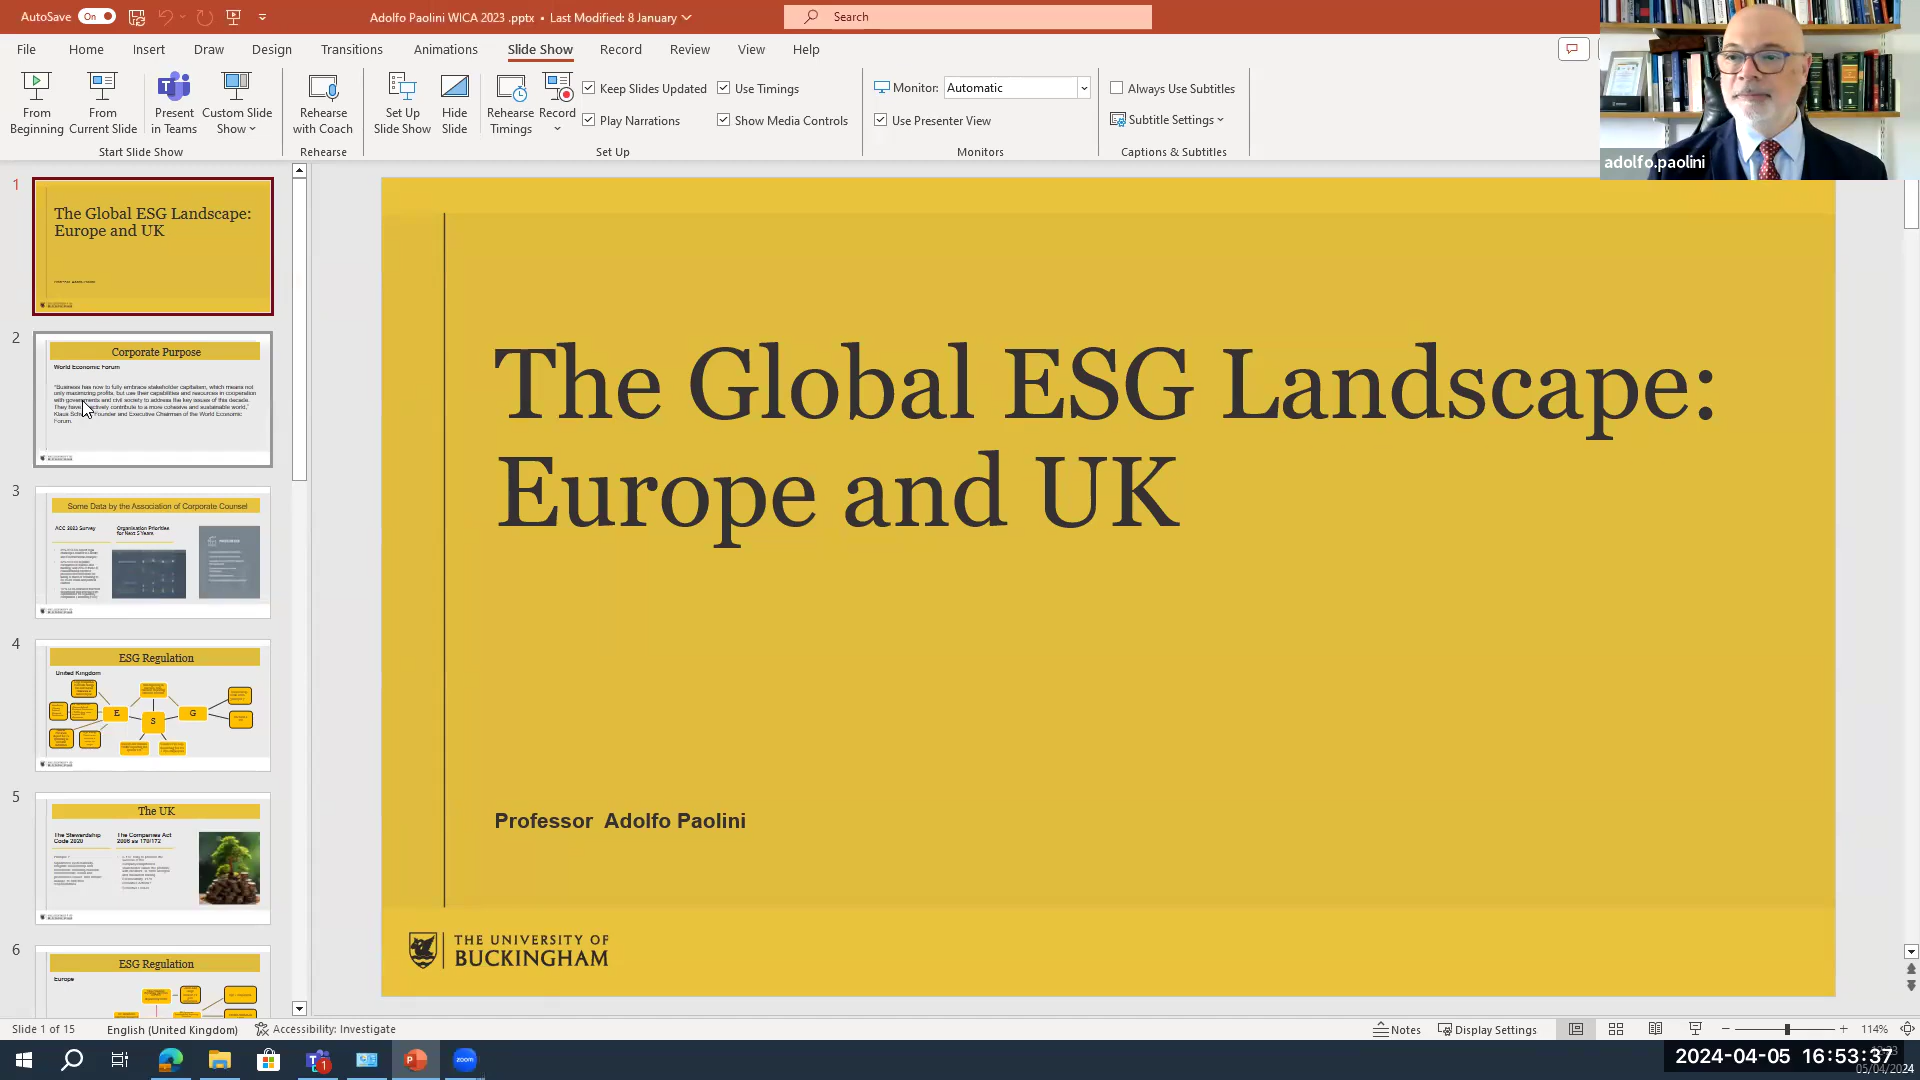 AutoSave On
Adolfo Paolini WICA 2023 .pptx • Last Modified: 8 January
Search
File Home Insert Draw Design Transitions Animations Slide Show Record Review View Help
From Beginning
From Current Slide
Present in Teams
Custom Slide Show
Start Slide Show
Rehearse with Coach
Rehearse
Set Up Slide Show
Hide Slide
Rehearse Timings
Record
Keep Slides Updated
Use Timings
Play Narrations
Show Media Controls
Set Up
Monitor: Automatic
Use Presenter View
Monitors
Always Use Subtitles
Subtitle Settings
Captions & Subtitles
adolfo.paolini
1
The Global ESG Landscape:
Europe and UK
2
Corporate Purpose
World Economic Forum
"Business has now to fully embrace stakeholder capitalism, which means not
only maximizing profits, but use their capabilities and resources in cooperation
with governments and civil society to address the key issues of this decade.
They have actively contribute to a more cohesive and sustainable world,"
Klaus Founder and Executive Chairman of the World Economic
Forum.
3
Some Data by the Association of Corporate Counsel
ACC 2023 Survey
Organisation Priorities
for Next 5 Years
4
ESG Regulation
United Kingdom
E
S
G
5
The UK
The Stewardship
Code 2020
The Companies Act
2006 ss 170/172
6
ESG Regulation
Europe
The Global ESG Landscape:
Europe and UK
Professor Adolfo Paolini
THE UNIVERSITY OF
BUCKINGHAM
Slide 1 of 15
English (United Kingdom)
Accessibility: Investigate
Notes
Display Settings
114%
1
zoom
2024-04-05 16:53:37
05/04/2024